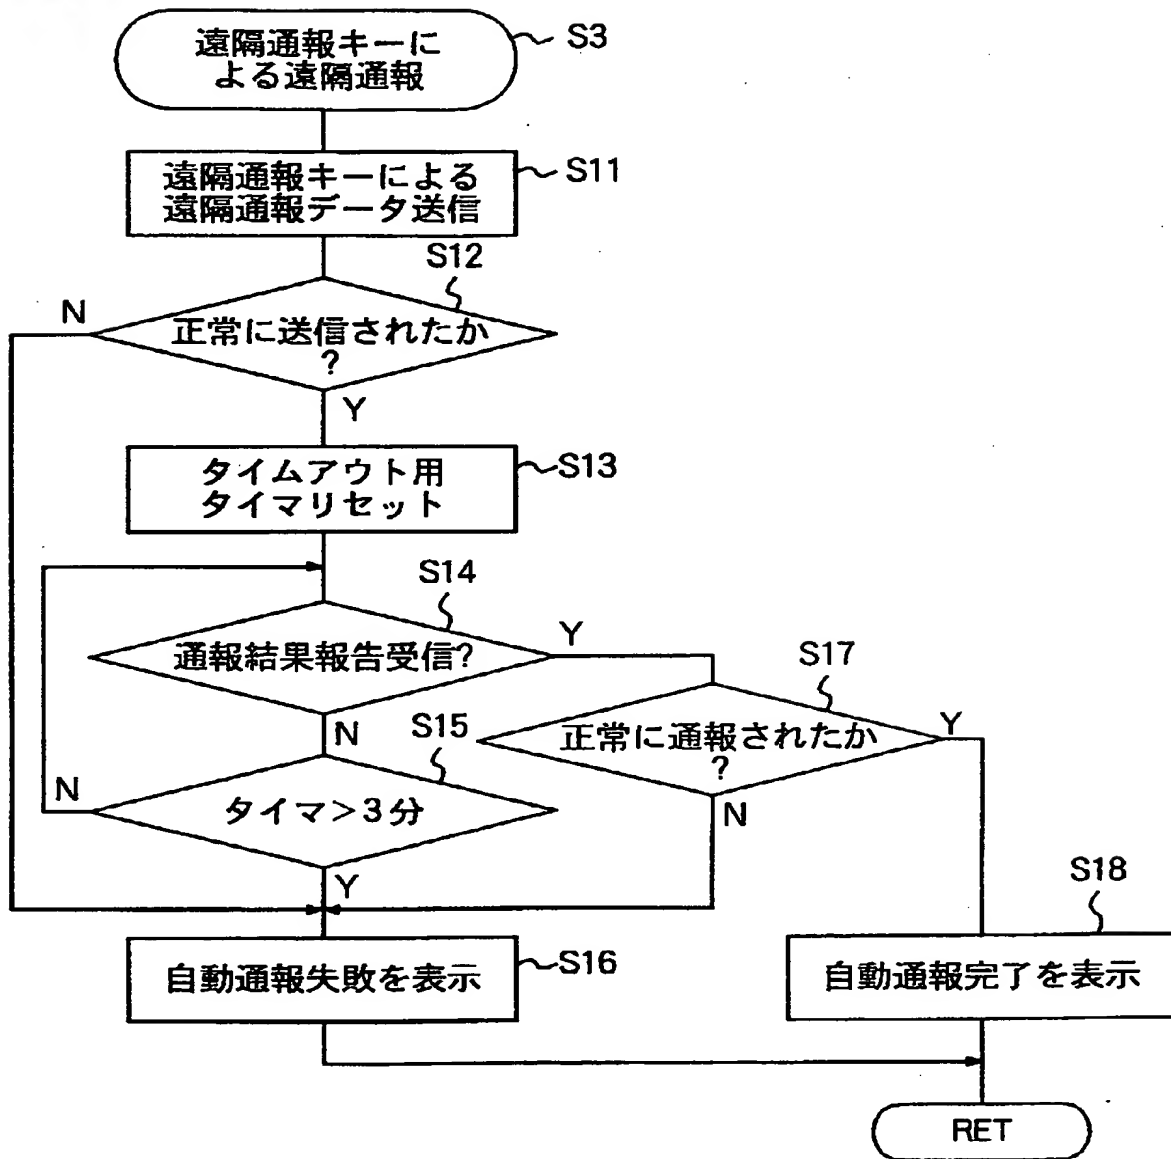 遠隔通報キーに
よる遠隔通報
S3
遠隔通報キーによる
遠隔通報データ送信
S11
S12
N
正常に送信されたか
?
Y
タイムアウト用
タイマリセット
S13
S14
通報結果報告受信?
Y
N
S17
正常に通報されたか
?
Y
N
S15
N
タイマ>3分
Y
自動通報失敗を表示
S16
S18
自動通報完了を表示
RET